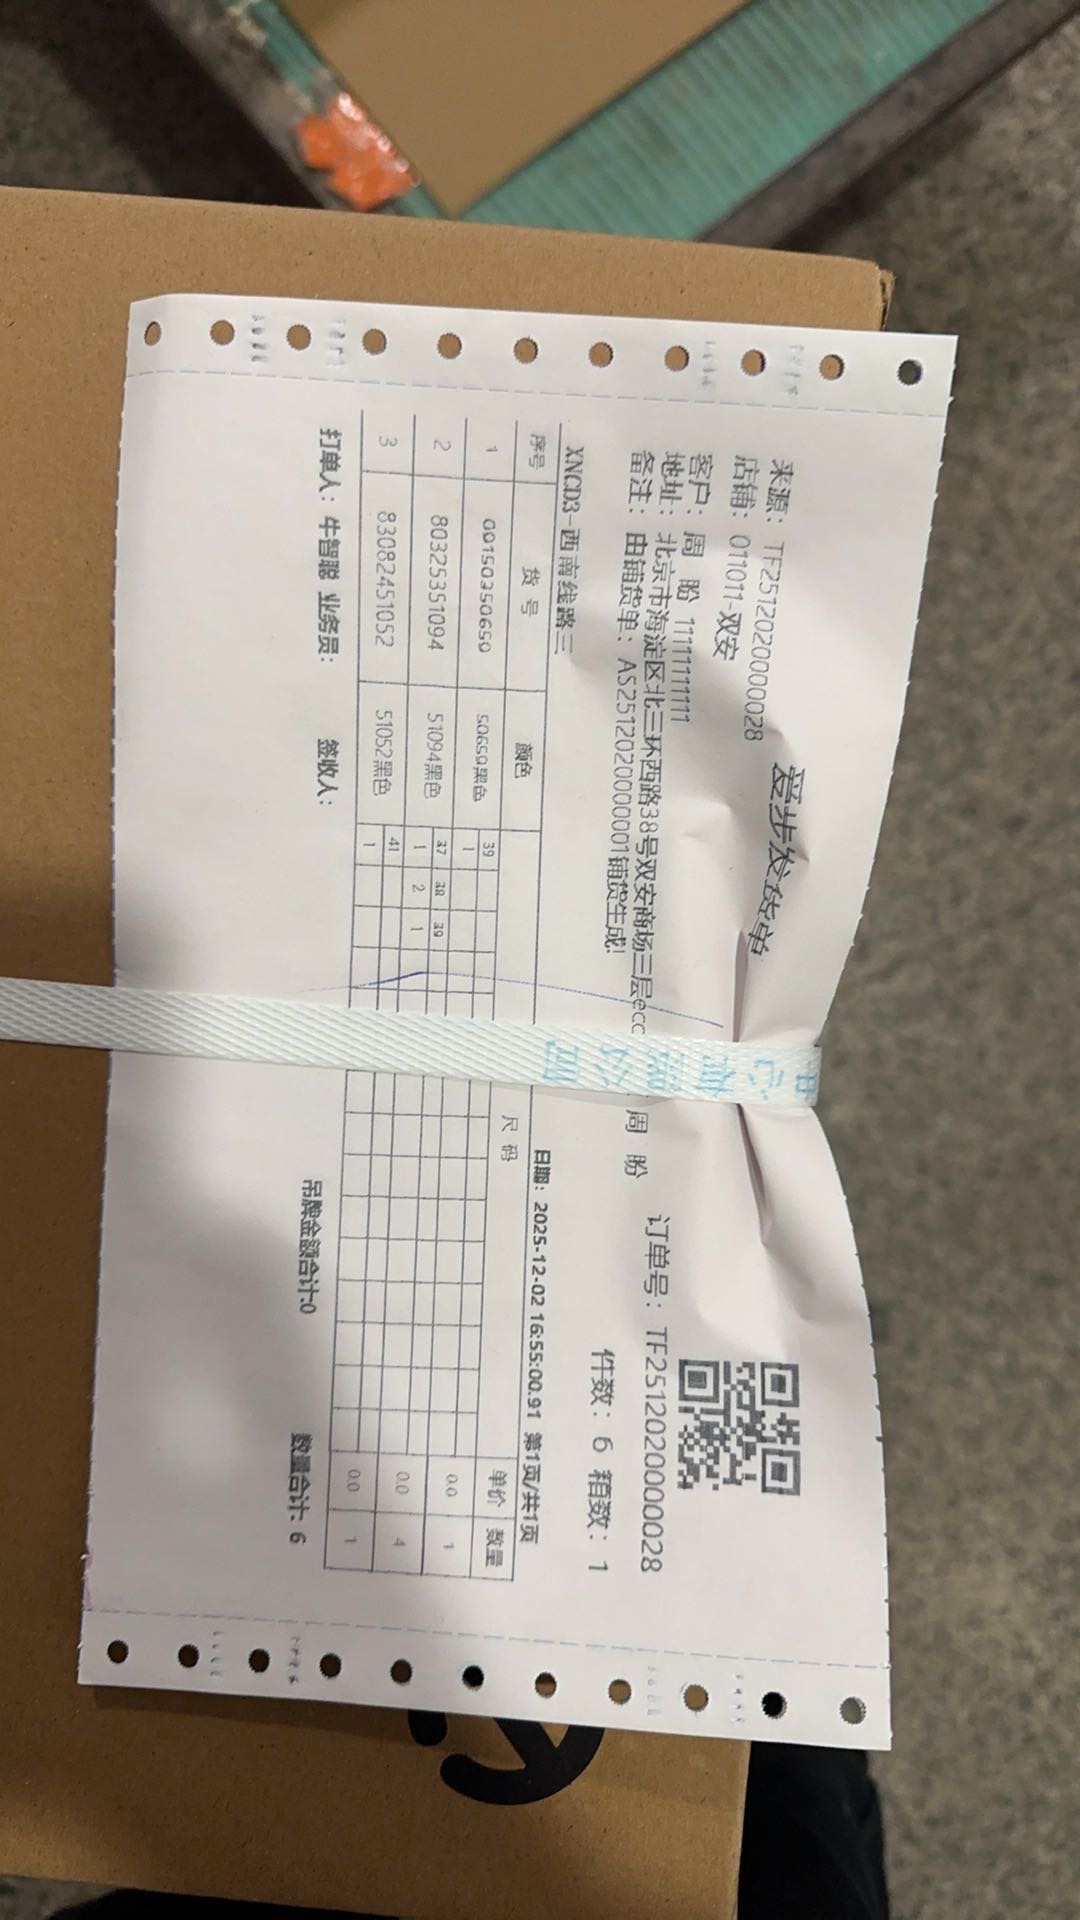 爱步发货单
来源：TF2512020000028
店铺：011011-双安
客户：周 盼 11111111111
订单号：TF2512020000028
地址：北京市海淀区北三环西路38号双安商场三层ecc 周 盼
备注：由铺货单：AS2512020000001铺货生成!
件数：6 箱数：1
XNCD3-西南线路三
日期：2025-12-02 16:55:00.91 第1页/共1页
序号 货号 颜色 尺码 单价 数量
1 00150350659 50659黑色 39 0.0 1
1
2 80325351094 51094黑色 37 38 39 0.0 4
1 2 1
3 83082451052 51052黑色 41 0.0 1
1
吊牌金额合计:0 数量合计: 6
打单人：牛智聪 业务员: 签收人：